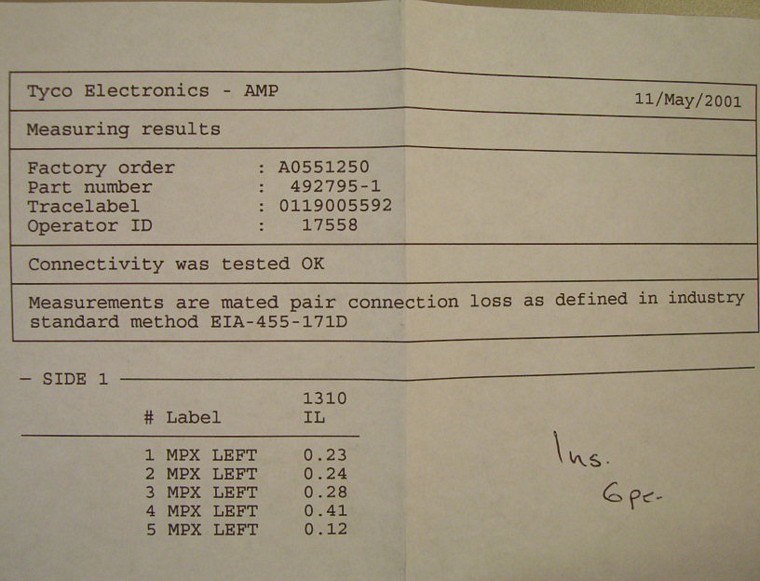 Tyco Electronics - AMP 11/May/2001
Measuring results
Factory order : A0551250
Part number : 492795-1
Tracelabel : 0119005592
Operator ID : 17558
Connectivity was tested OK
Measurements are mated pair connection loss as defined in industry
standard method EIA-455-171D
- SIDE 1
1310
# Label IL
1 MPX LEFT 0.23
2 MPX LEFT 0.24
3 MPX LEFT 0.28
4 MPX LEFT 0.41
5 MPX LEFT 0.12
Ins.